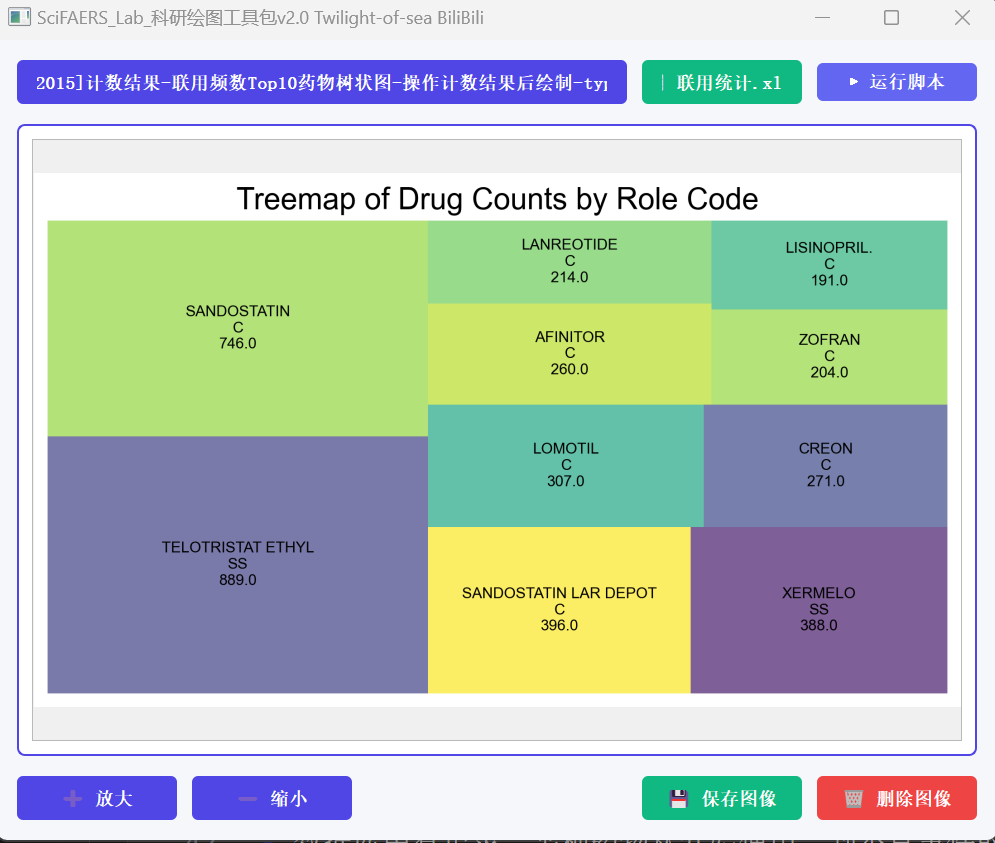 SciFAERS_Lab_科研绘图工具包v2.0 Twilight-of-sea BiliBili
2015]计数结果-联用频数Top10药物树状图-操作计数结果后绘制-typ
联用统计.xl
运行脚本
Treemap of Drug Counts by Role Code
SANDOSTATIN
C
746.0
TELOTRISTAT ETHYL
SS
889.0
LANREOTIDE
C
214.0
LISINOPRIL.
C
191.0
AFINITOR
C
260.0
ZOFRAN
C
204.0
LOMOTIL
C
307.0
CREON
C
271.0
SANDOSTATIN LAR DEPOT
C
396.0
XERMELO
SS
388.0
放大
缩小
保存图像
删除图像